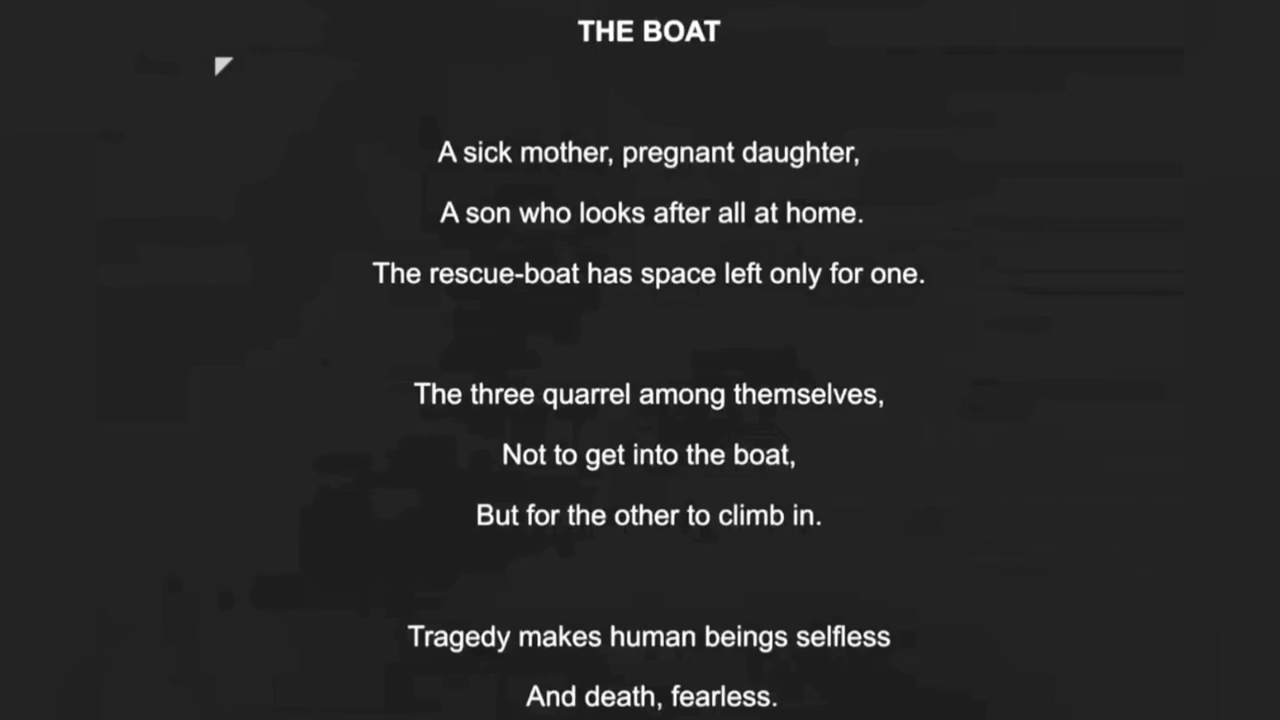 THE BOAT
A sick mother, pregnant daughter,
A son who looks after all at home.
The rescue-boat has space left only for one.
The three quarrel among themselves,
Not to get into the boat,
But for the other to climb in.
Tragedy makes human beings selfless
And death, fearless.